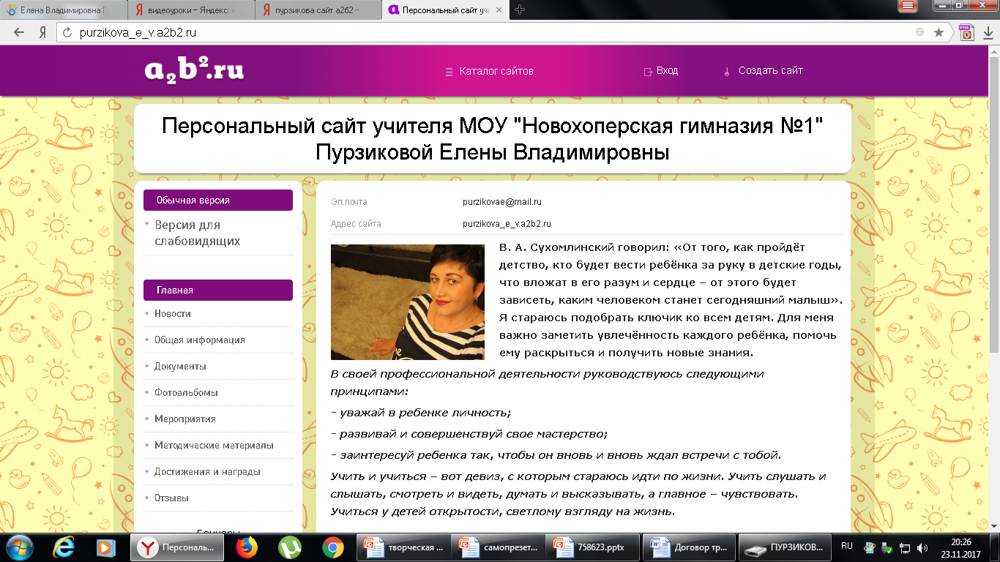 Елена Владимировна П
видеоуроки – Яндекс: н
пурзикова сайт а2б2 –
Персональный сайт учи
purzikova_e_v.a2b2.ru
a2b2.ru
Каталог сайтов
Вход
Создать сайт
Персональный сайт учителя МОУ "Новохоперская гимназия №1"
Пурзиковой Елены Владимировны
Обычная версия
Версия для
слабовидящих
Главная
Новости
Общая информация
Документы
Фотоальбомы
Мероприятия
Методические материалы
Достижения и награды
Отзывы
Эл.почта purzikovae@mail.ru
Адрес сайта purzikova_e_v.a2b2.ru
В. А. Сухомлинский говорил: «От того, как пройдёт
детство, кто будет вести ребёнка за руку в детские годы,
что вложат в его разум и сердце – от этого будет
зависеть, каким человеком станет сегодняшний малыш».
Я стараюсь подобрать ключик ко всем детям. Для меня
важно заметить увлечённость каждого ребёнка, помочь
ему раскрыться и получить новые знания.
В своей профессиональной деятельности руководствуюсь следующими
принципами:
- уважай в ребенке личность;
- развивай и совершенствуй свое мастерство;
- заинтересуй ребенка так, чтобы он вновь и вновь ждал встречи с тобой.
Учить и учиться – вот девиз, с которым стараюсь идти по жизни. Учить слушать и
слышать, смотреть и видеть, думать и высказывать, а главное – чувствовать.
Учиться у детей открытости, светлому взгляду на жизнь.
Персональ...
творческая ...
самопрезет...
758623.pptx
Договор тр...
ПУРЗИКОВ...
RU
20:26
23.11.2017